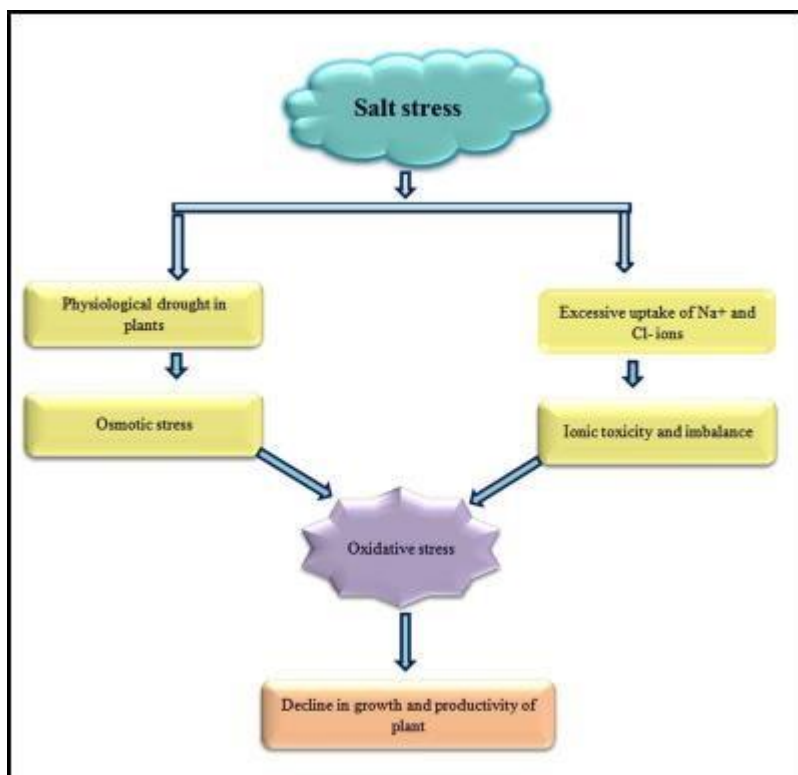 Salt stress
Physiological drought in
plants
Excessive uptake of Na+ and
Cl- ions
Osmotic stress
Ionic toxicity and imbalance
Oxidative stress
Decline in growth and productivity of
plant